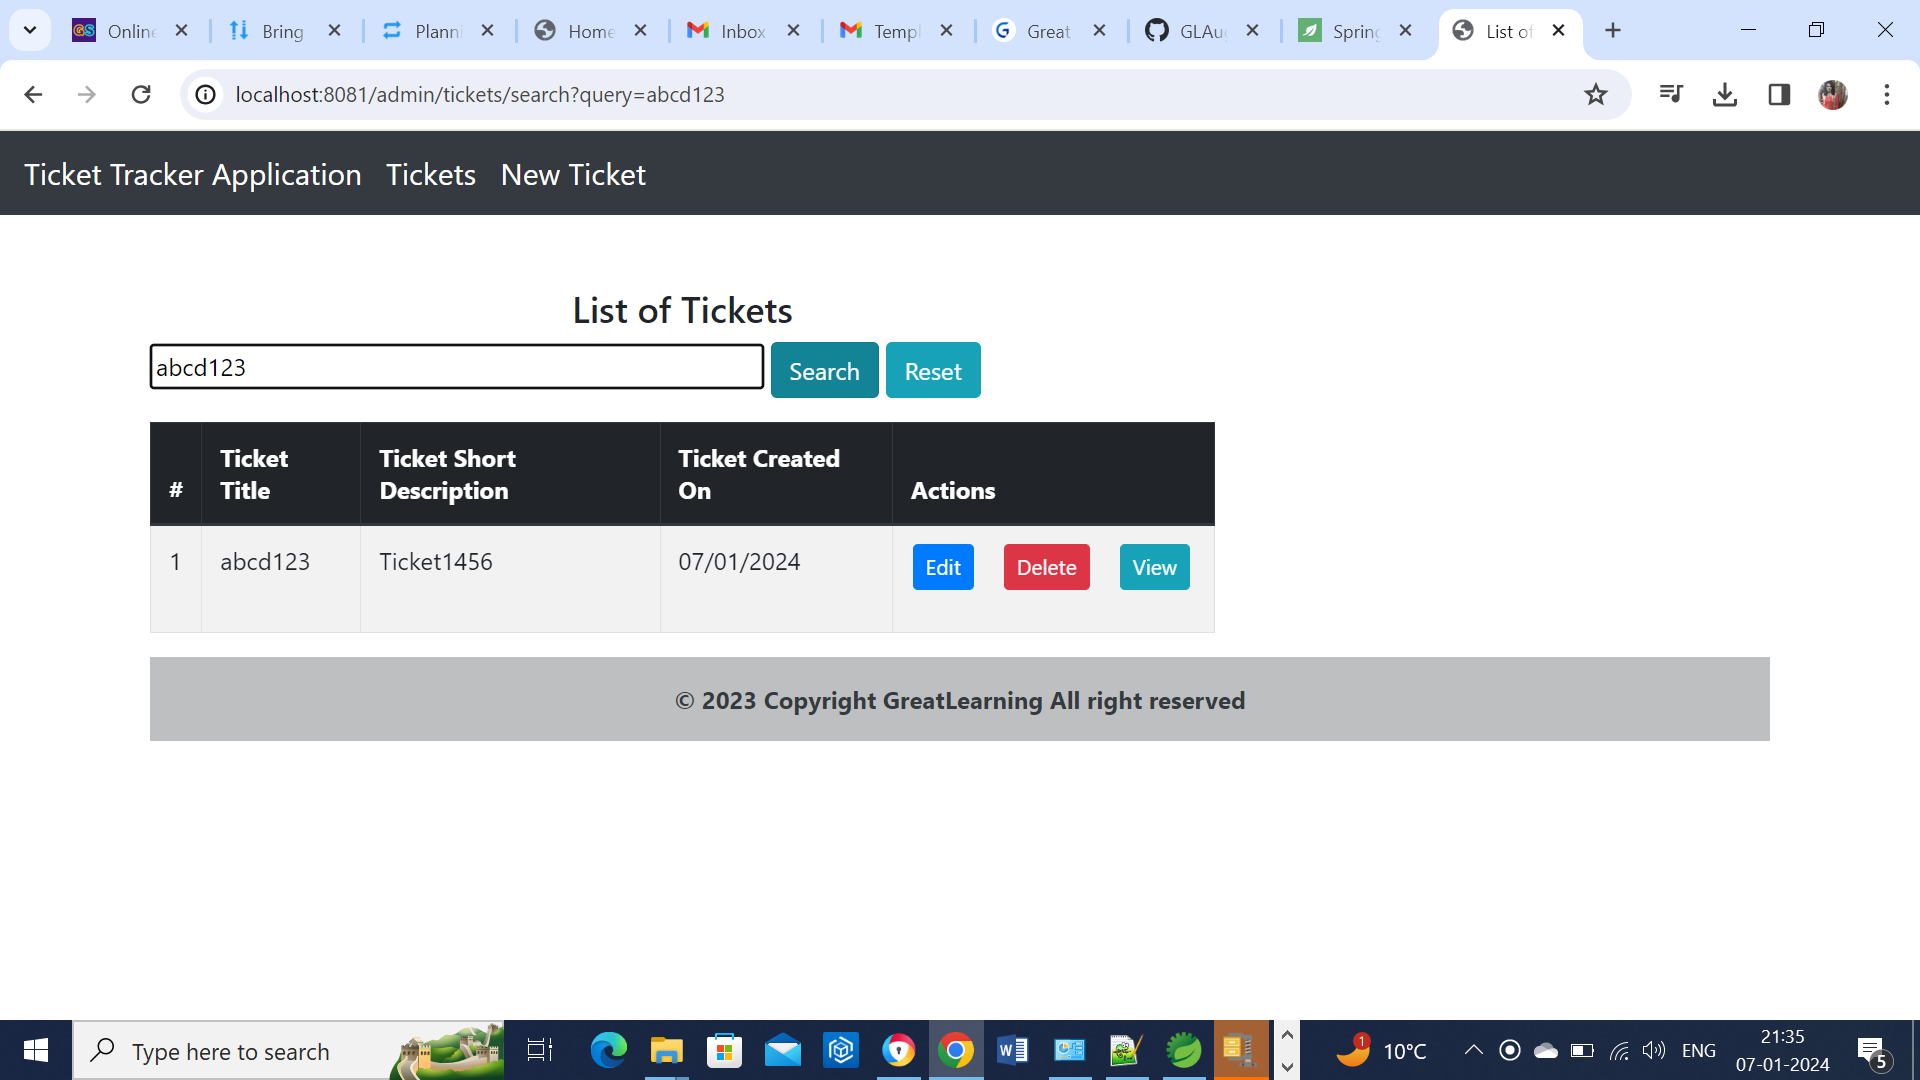 Online
Bring
Planni
Home
Inbox
Templ
Great
GLAug
Spring
List of
localhost:8081/admin/tickets/search?query=abcd123
Ticket Tracker Application Tickets New Ticket
List of Tickets
abcd123 Search Reset
# Ticket Title Ticket Short Description Ticket Created On Actions
1 abcd123 Ticket1456 07/01/2024 Edit Delete View
© 2023 Copyright GreatLearning All right reserved
Type here to search
1
10°C
ENG
21:35
07-01-2024
5